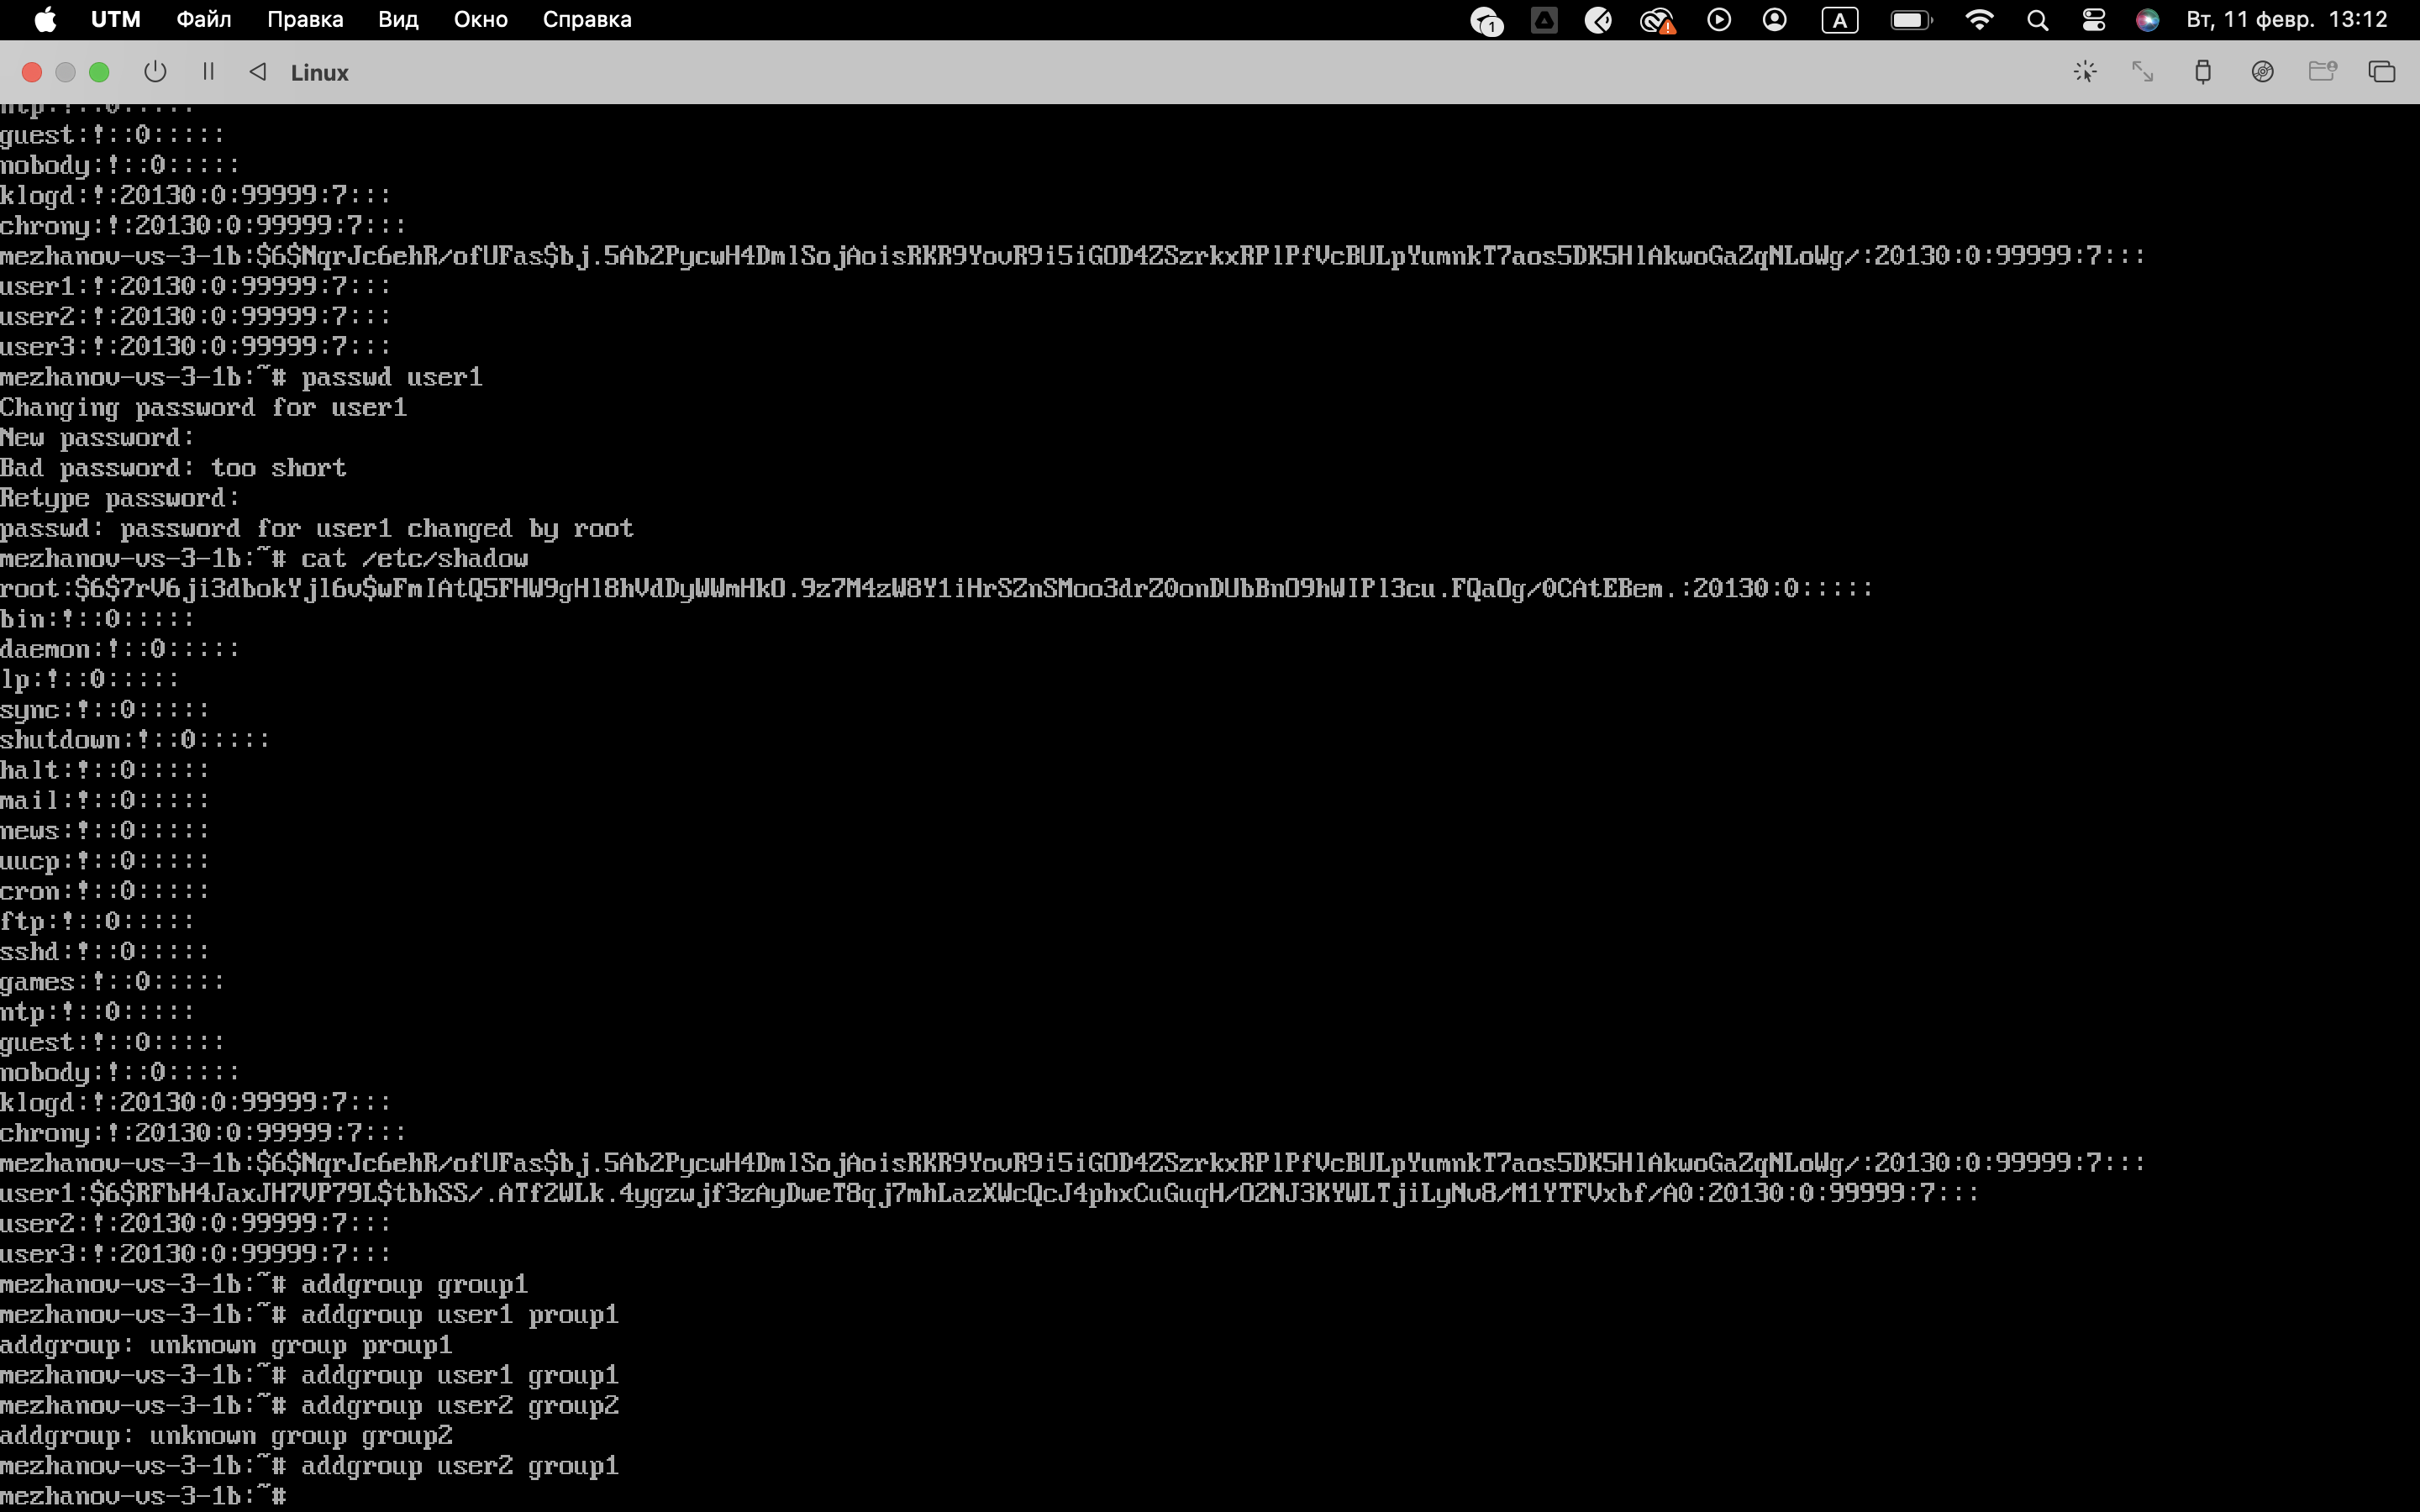 UTM Файл Правка Вид Окно Справка 1 A Вт, 11 февр. 13:12
Linux
ntp:!::0:::::
guest:!::0:::::
nobody:!::0:::::
klogd:!:20130:0:99999:7:::
chrony:!:20130:0:99999:7:::
mezhanov-vs-3-1b:$6$NqrJc6ehR/ofUFas$bj.5Ab2PycwH4DmlSojAoisRKR9YovR9i5iGOD4ZSzrkxRPlPfVcBULpYumnkT7aos5DK5HlAkwoGaZqNLoWg/:20130:0:99999:7:::
user1:!:20130:0:99999:7:::
user2:!:20130:0:99999:7:::
user3:!:20130:0:99999:7:::
mezhanov-vs-3-1b:~# passwd user1
Changing password for user1
New password:
Bad password: too short
Retype password:
passwd: password for user1 changed by root
mezhanov-vs-3-1b:~# cat /etc/shadow
root:$6$7rV6ji3dbokYjl6v$wFmIAtQ5FHW9gHl8hVdDyWWmHkO.9z7M4zW8Y1iHrSZnSMoo3drZ0onDUbBnO9hWIPl3cu.FQaOg/0CAtEBem.:20130:0:::::
bin:!::0:::::
daemon:!::0:::::
lp:!::0:::::
sync:!::0:::::
shutdown:!::0:::::
halt:!::0:::::
mail:!::0:::::
news:!::0:::::
uucp:!::0:::::
cron:!::0:::::
ftp:!::0:::::
sshd:!::0:::::
games:!::0:::::
ntp:!::0:::::
guest:!::0:::::
nobody:!::0:::::
klogd:!:20130:0:99999:7:::
chrony:!:20130:0:99999:7:::
mezhanov-vs-3-1b:$6$NqrJc6ehR/ofUFas$bj.5Ab2PycwH4DmlSojAoisRKR9YovR9i5iGOD4ZSzrkxRPlPfVcBULpYumnkT7aos5DK5HlAkwoGaZqNLoWg/:20130:0:99999:7:::
user1:$6$RFbH4JaxJH7VP79L$tbhSS/.ATf2WLk.4ygzwjf3zAyDweT8qj7mhLazXWcQcJ4phxCuGuqH/O2NJ3KYWLTjiLyNv8/M1YTFVxbf/A0:20130:0:99999:7:::
user2:!:20130:0:99999:7:::
user3:!:20130:0:99999:7:::
mezhanov-vs-3-1b:~# addgroup group1
mezhanov-vs-3-1b:~# addgroup user1 proup1
addgroup: unknown group proup1
mezhanov-vs-3-1b:~# addgroup user1 group1
mezhanov-vs-3-1b:~# addgroup user2 group2
addgroup: unknown group group2
mezhanov-vs-3-1b:~# addgroup user2 group1
mezhanov-vs-3-1b:~#